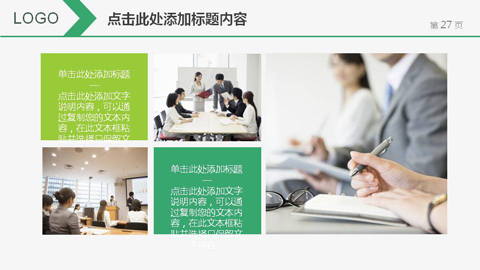 LOGO
点击此处添加标题内容
第 27 页
单击此处添加标题
—
点击此处添加文字
说明内容，可以通
过复制您的文本内
容，在此文本框粘
贴并选择只保留文
单击此处添加标题
—
点击此处添加文字
说明内容，可以通
过复制您的文本内
容，在此文本框粘
贴并选择只保留文